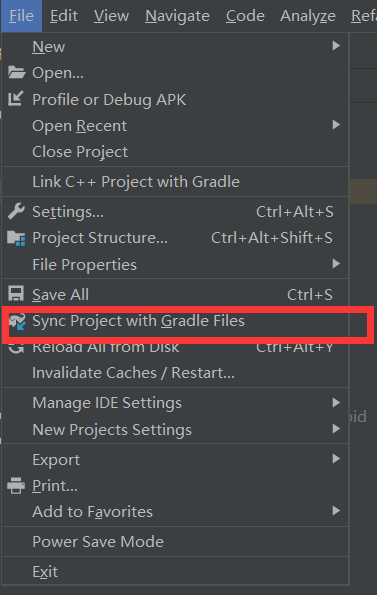 File Edit View Navigate Code Analyze Refa
New
Open...
Profile or Debug APK
Open Recent
Close Project
Link C++ Project with Gradle
Settings... Ctrl+Alt+S
Project Structure... Ctrl+Alt+Shift+S
File Properties
Save All Ctrl+S
Sync Project with Gradle Files
Reload All from Disk Ctrl+Alt+Y
Invalidate Caches / Restart...
Manage IDE Settings
oid
New Projects Settings
Export
Print...
Add to Favorites
Power Save Mode
Exit